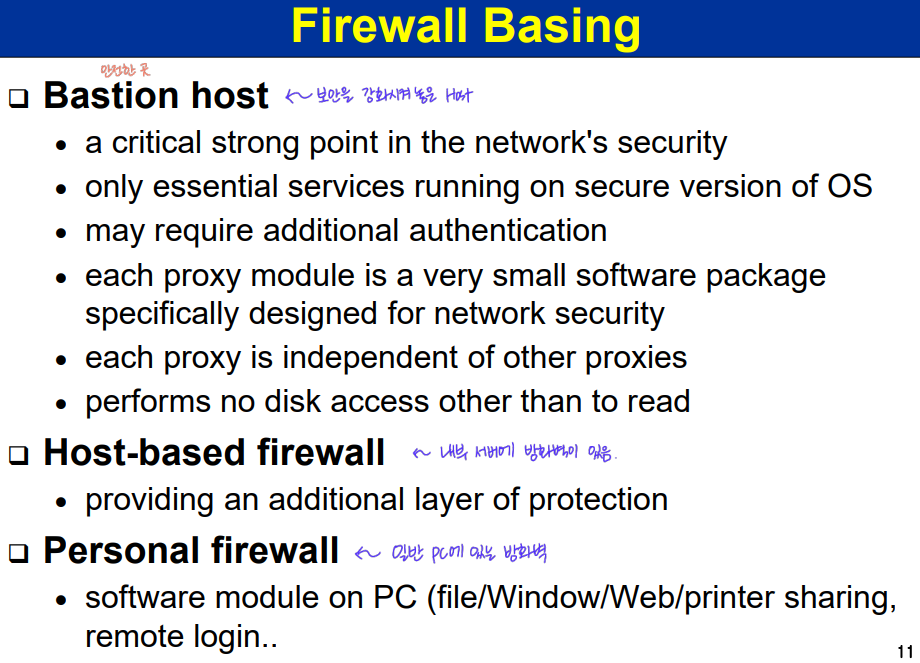 Firewall Basing
안전한 곳
❑ Bastion host ← 보안을 강화시켜 놓은 Host
• a critical strong point in the network's security
• only essential services running on secure version of OS
• may require additional authentication
• each proxy module is a very small software package
specifically designed for network security
• each proxy is independent of other proxies
• performs no disk access other than to read
❑ Host-based firewall ← 내부 서버에 방화벽이 있음.
• providing an additional layer of protection
❑ Personal firewall ← 일반 PC에 있는 방화벽
• software module on PC (file/Window/Web/printer sharing,
remote login..
11